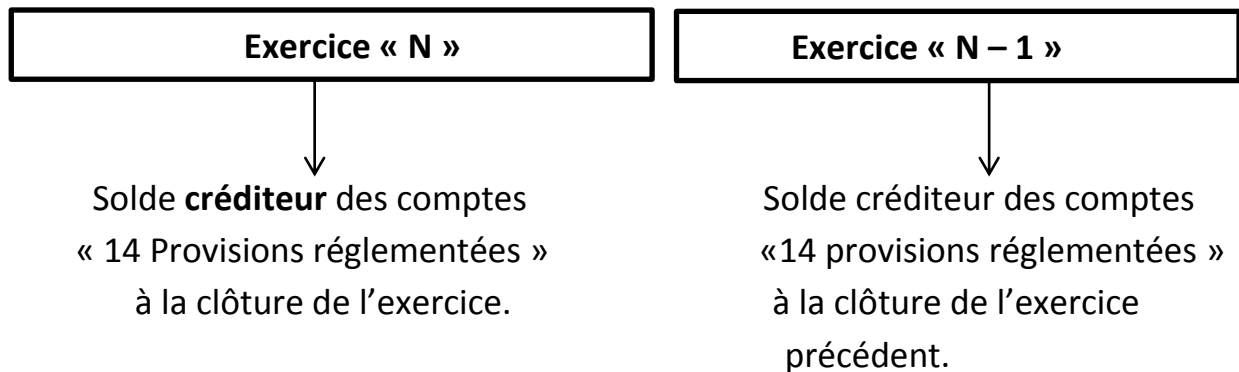 Exercice « N »
Solde créditeur des comptes
« 14 Provisions réglementées »
à la clôture de l’exercice.
Exercice « N – 1 »
Solde créditeur des comptes
«14 provisions réglementées »
à la clôture de l’exercice
précédent.